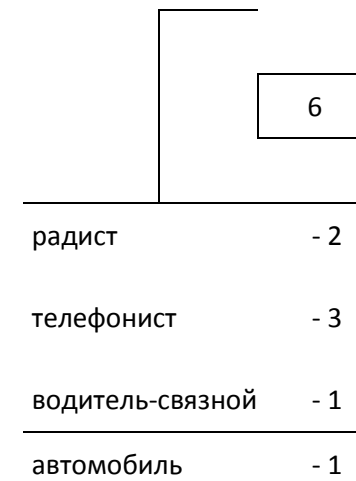 6
радист - 2
телефонист - 3
водитель-связной - 1
автомобиль - 1